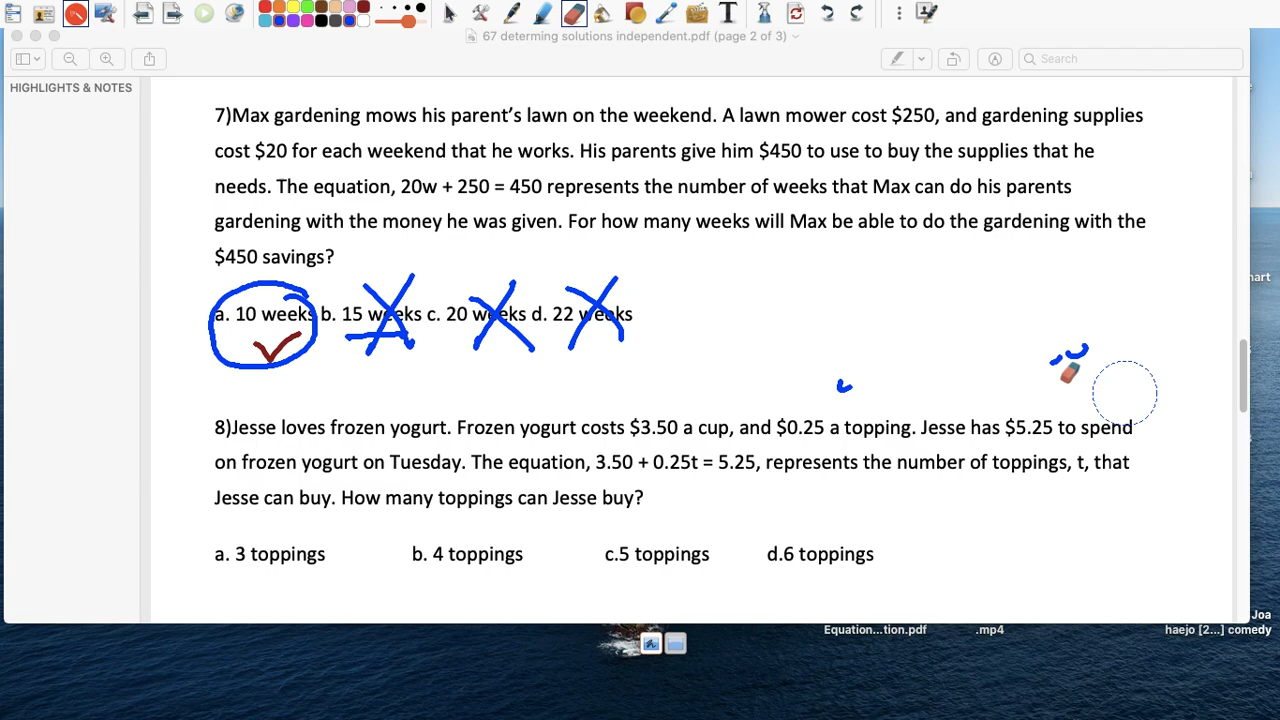 67 determing solutions independent.pdf (page 2 of 3)
Search
HIGHLIGHTS & NOTES
7)Max gardening mows his parent’s lawn on the weekend. A lawn mower cost $250, and gardening supplies
cost $20 for each weekend that he works. His parents give him $450 to use to buy the supplies that he
needs. The equation, 20w + 250 = 450 represents the number of weeks that Max can do his parents
gardening with the money he was given. For how many weeks will Max be able to do the gardening with the
$450 savings?
a. 10 weeks b. 15 weeks c. 20 weeks d. 22 weeks
8)Jesse loves frozen yogurt. Frozen yogurt costs $3.50 a cup, and $0.25 a topping. Jesse has $5.25 to spend
on frozen yogurt on Tuesday. The equation, 3.50 + 0.25t = 5.25, represents the number of toppings, t, that
Jesse can buy. How many toppings can Jesse buy?
a. 3 toppings b. 4 toppings c.5 toppings d.6 toppings
Joa
Equation...tion.pdf .mp4 haejo [2...] comedy